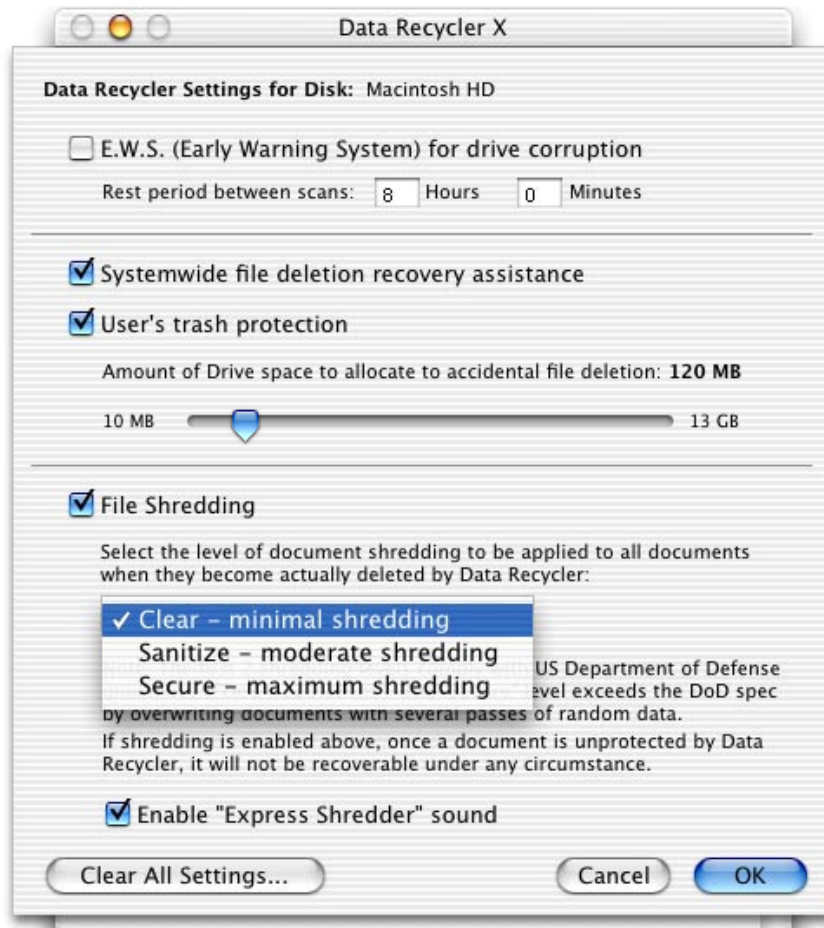 Data Recycler X
Data Recycler Settings for Disk: Macintosh HD
E.W.S. (Early Warning System) for drive corruption
Rest period between scans: 8 Hours 0 Minutes
Systemwide file deletion recovery assistance
User's trash protection
Amount of Drive space to allocate to accidental file deletion: 120 MB
10 MB 13 GB
File Shredding
Select the level of document shredding to be applied to all documents
when they become actually deleted by Data Recycler:
Clear – minimal shredding
Sanitize – moderate shredding
US Department of Defense
Secure – maximum shredding
level exceeds the DoD spec
by overwriting documents with several passes of random data.
If shredding is enabled above, once a document is unprotected by Data
Recycler, it will not be recoverable under any circumstance.
Enable "Express Shredder" sound
Clear All Settings... Cancel OK